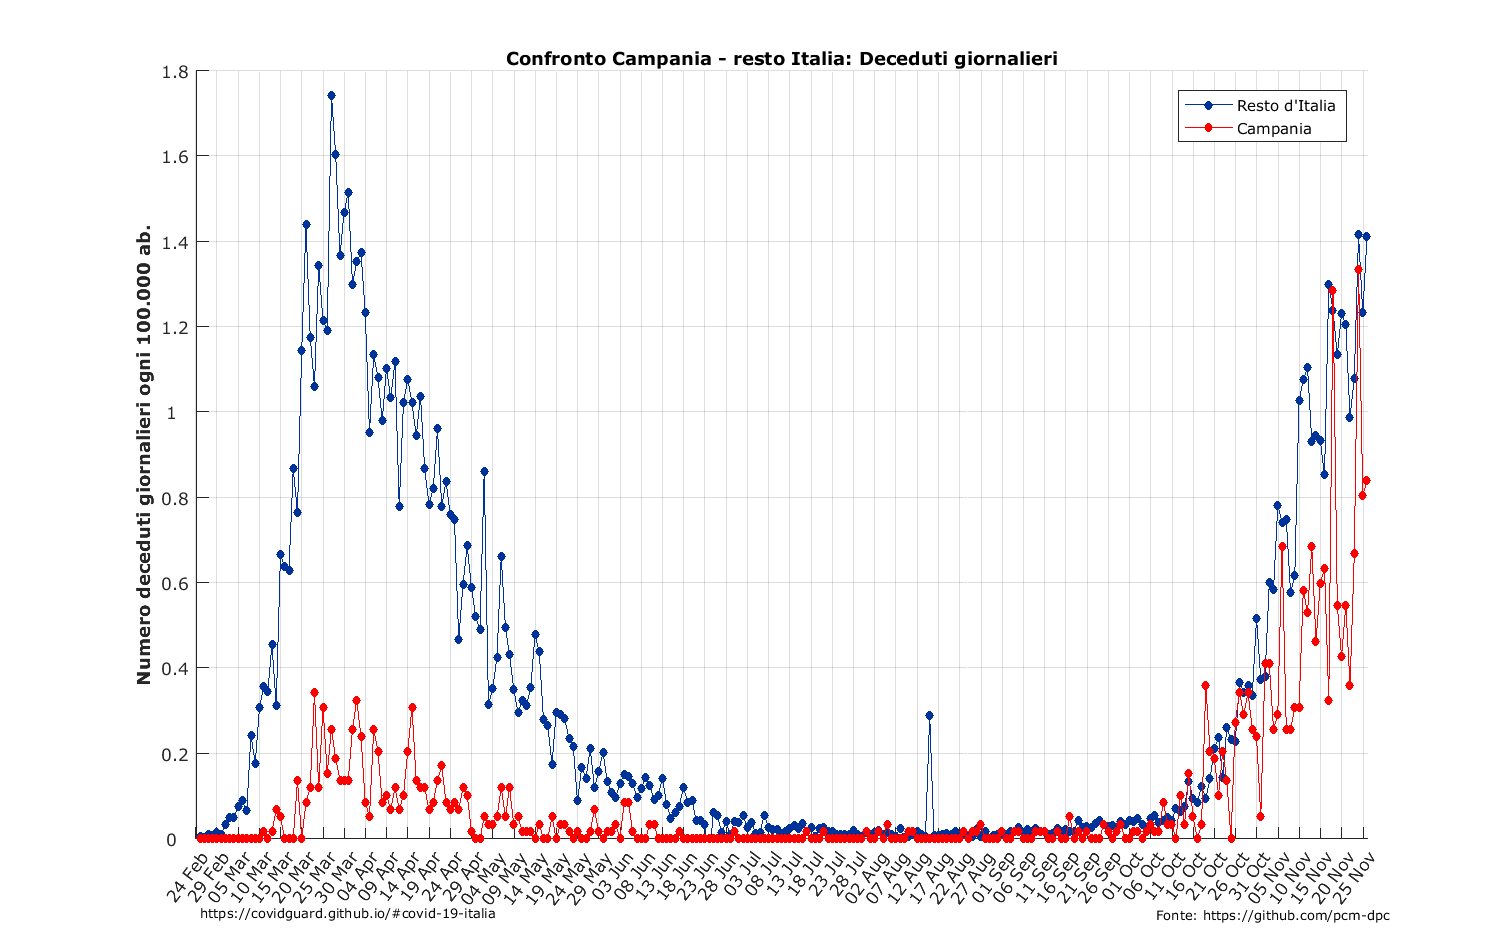 Confronto Campania - resto Italia: Deceduti giornalieri
Numero deceduti giornalieri ogni 100.000 ab.
1.8
1.6
1.4
1.2
1
0.8
0.6
0.4
0.2
0
Resto d'Italia
Campania
24 Feb
29 Feb
05 Mar
10 Mar
15 Mar
20 Mar
25 Mar
30 Mar
04 Apr
09 Apr
14 Apr
19 Apr
24 Apr
29 Apr
04 May
09 May
14 May
19 May
24 May
29 May
03 Jun
08 Jun
13 Jun
18 Jun
23 Jun
28 Jun
03 Jul
08 Jul
13 Jul
18 Jul
23 Jul
28 Jul
02 Aug
07 Aug
12 Aug
17 Aug
22 Aug
27 Aug
01 Sep
06 Sep
11 Sep
16 Sep
21 Sep
26 Sep
01 Oct
06 Oct
11 Oct
16 Oct
21 Oct
26 Oct
31 Oct
05 Nov
10 Nov
15 Nov
20 Nov
25 Nov
https://covidguard.github.io/#covid-19-italia
Fonte: https://github.com/pcm-dpc